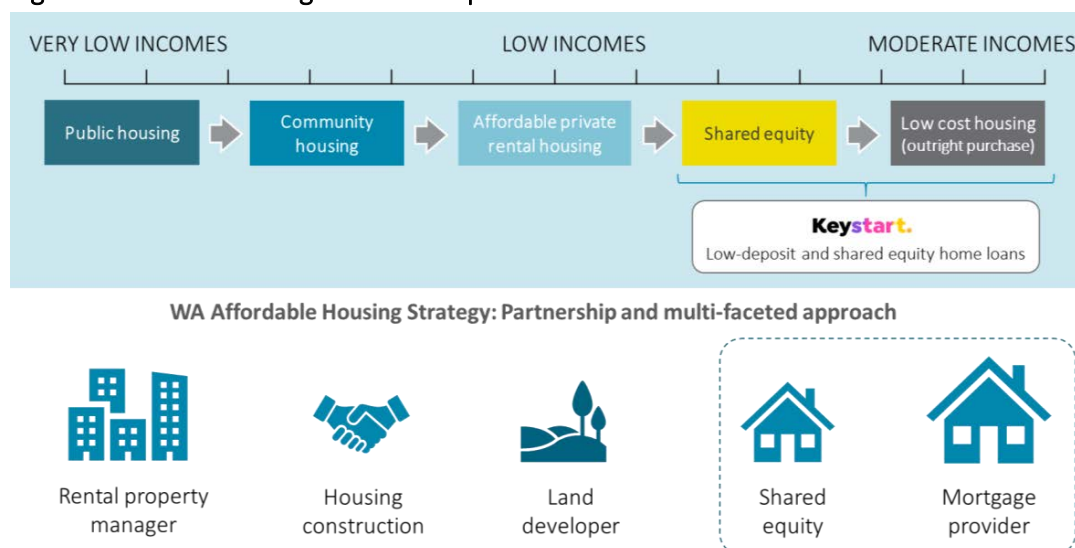 VERY LOW INCOMES LOW INCOMES MODERATE INCOMES
Public housing
Community
housing
Affordable private
rental housing
Shared equity
Low cost housing
(outright purchase)
Keystart.
Low-deposit and shared equity home loans
WA Affordable Housing Strategy: Partnership and multi-faceted approach
Rental property
manager
Housing
construction
Land
developer
Shared
equity
Mortgage
provider